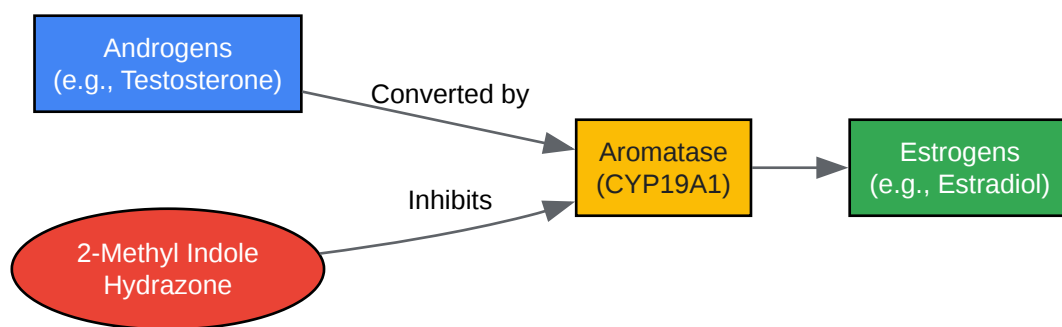 Androgens
(e.g., Testosterone)
Converted by
Aromatase
(CYP19A1)
Estrogens
(e.g., Estradiol)
Inhibits
2-Methyl Indole
Hydrazone